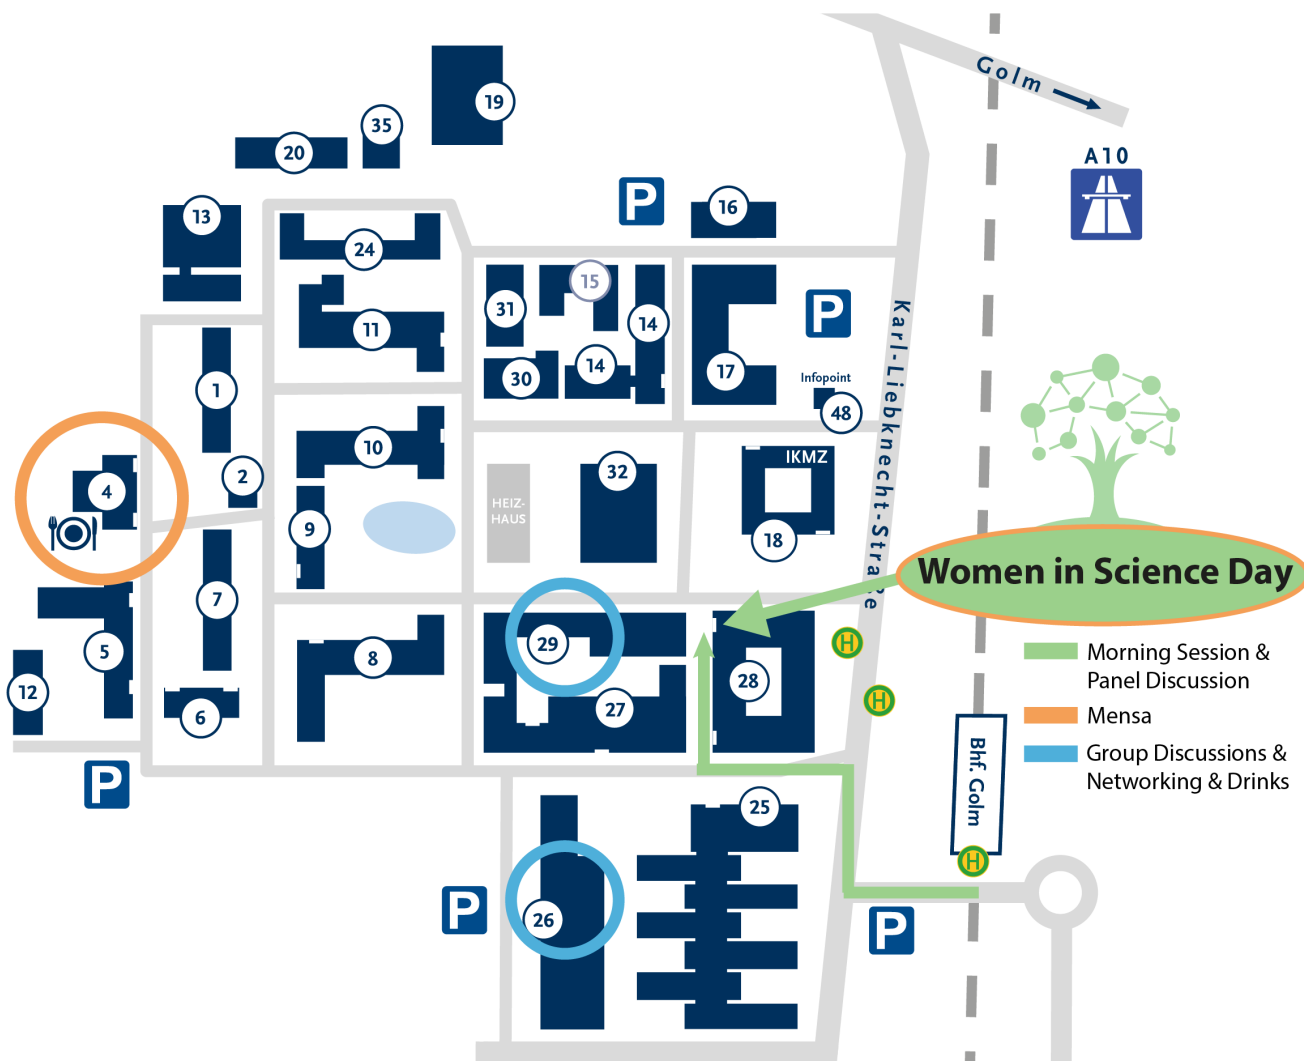 Golm
A10
19
35
20
P
16
13
24
15
31
14
11
P
Karl-Liebknecht-Straße
14
17
30
Infopoint
1
48
10
IKMZ
32
2
4
HEIZ-
HAUS
9
18
Women in Science Day
7
29
H
Morning Session &
Panel Discussion
5
8
28
12
H
27
6
Mensa
Group Discussions &
Networking & Drinks
Bhf. Golm
P
25
H
P
26
P